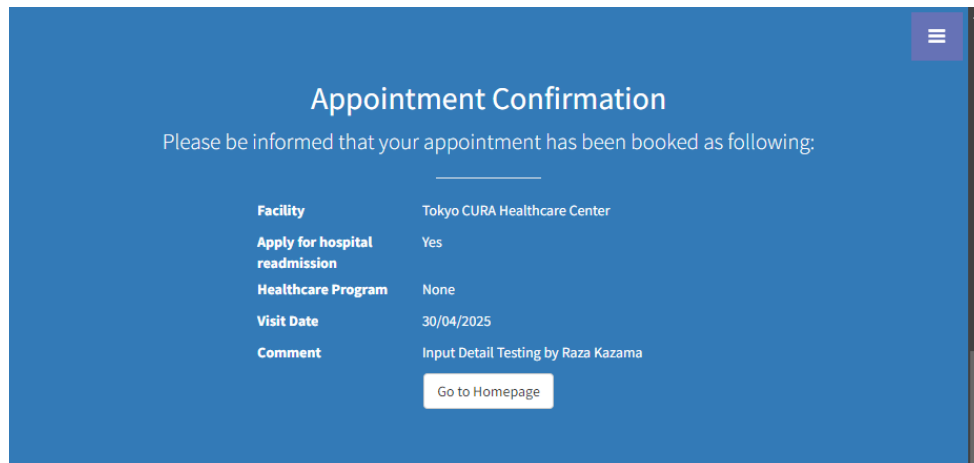 Appointment Confirmation
Please be informed that your appointment has been booked as following:
Facility Tokyo CURA Healthcare Center
Apply for hospital Yes
readmission
Healthcare Program None
Visit Date 30/04/2025
Comment Input Detail Testing by Raza Kazama
Go to Homepage